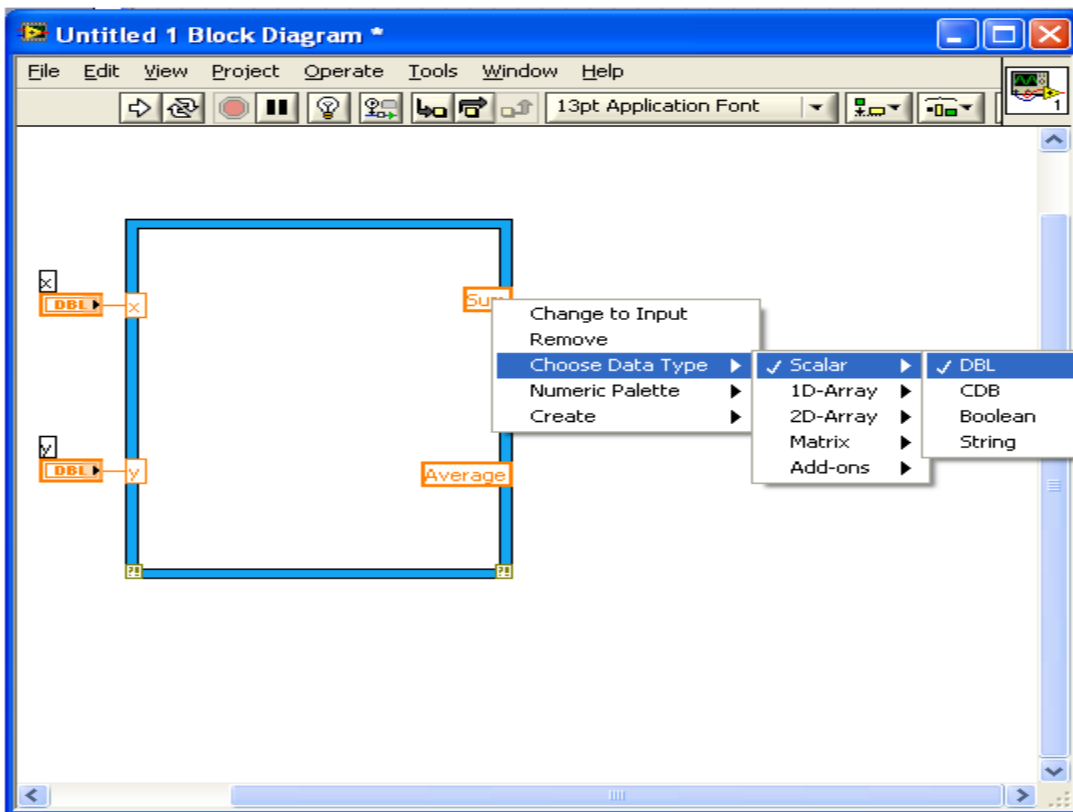 Untitled 1 Block Diagram *
File Edit View Project Operate Tools Window Help
13pt Application Font
1
x
DBL
x
Sum
Change to Input
Remove
Choose Data Type
Numeric Palette
Create
Scalar
1D-Array
2D-Array
Matrix
Add-ons
DBL
CDB
Boolean
String
y
DBL
y
Average
?!
?!